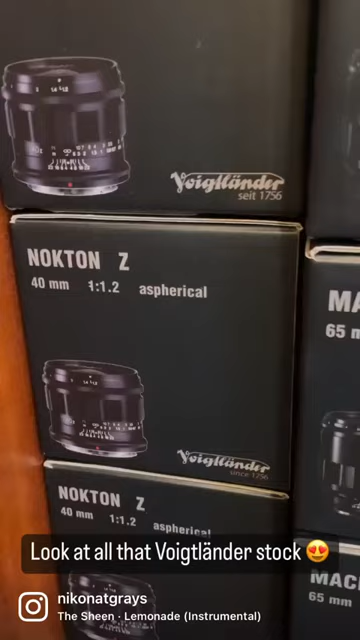 Voigtländer
seit 1756
NOKTON Z
40 mm 1:1.2 aspherical
MA
65 m
Voigtländer
since 1756
NOKTON Z
40 mm 1:1.2 aspherical
Look at all that Voigtländer stock 😍
MAC
65 mm
nikonatgrays
The Sheen · Lemonade (Instrumental)